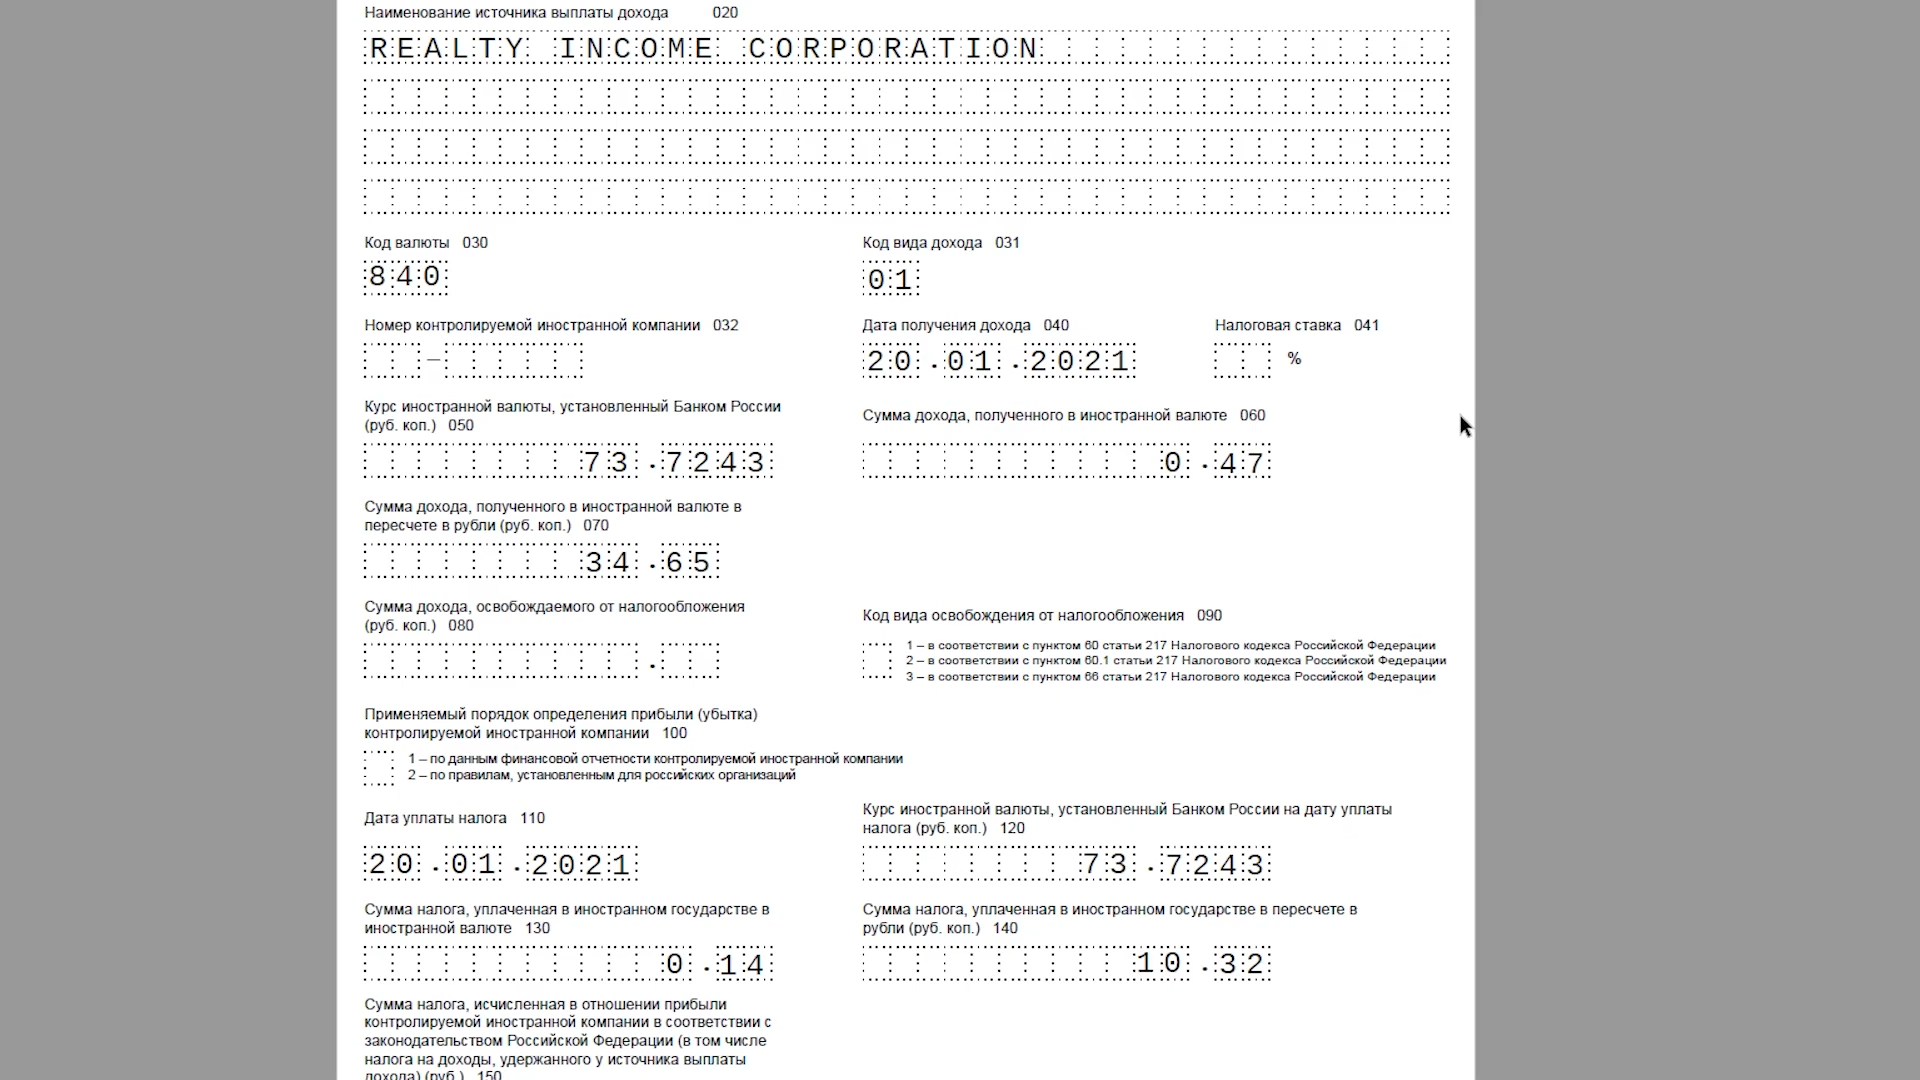 Наименование источника выплаты дохода 020
REALTY INCOME CORPORATION
Код валюты 030
Код вида дохода 031
840
01
Номер контролируемой иностранной компании 032
Дата получения дохода 040
Налоговая ставка 041
–
20.01.2021
%
Курс иностранной валюты, установленный Банком России
(руб. коп.) 050
Сумма дохода, полученного в иностранной валюте 060
73.7243
0.47
Сумма дохода, полученного в иностранной валюте в
пересчете в рубли (руб. коп.) 070
34.65
Сумма дохода, освобождаемого от налогообложения
(руб. коп.) 080
.
Код вида освобождения от налогообложения 090
1 – в соответствии с пунктом 60 статьи 217 Налогового кодекса Российской Федерации
2 – в соответствии с пунктом 60.1 статьи 217 Налогового кодекса Российской Федерации
3 – в соответствии с пунктом 66 статьи 217 Налогового кодекса Российской Федерации
Применяемый порядок определения прибыли (убытка)
контролируемой иностранной компании 100
1 – по данным финансовой отчетности контролируемой иностранной компании
2 – по правилам, установленным для российских организаций
Дата уплаты налога 110
Курс иностранной валюты, установленный Банком России на дату уплаты
налога (руб. коп.) 120
20.01.2021
73.7243
Сумма налога, уплаченная в иностранном государстве в
иностранной валюте 130
Сумма налога, уплаченная в иностранном государстве в пересчете в
рубли (руб. коп.) 140
0.14
10.32
Сумма налога, исчисленная в отношении прибыли
контролируемой иностранной компании в соответствии с
законодательством Российской Федерации (в том числе
налога на доходы, удержанного у источника выплаты
дохода) (руб.) 150